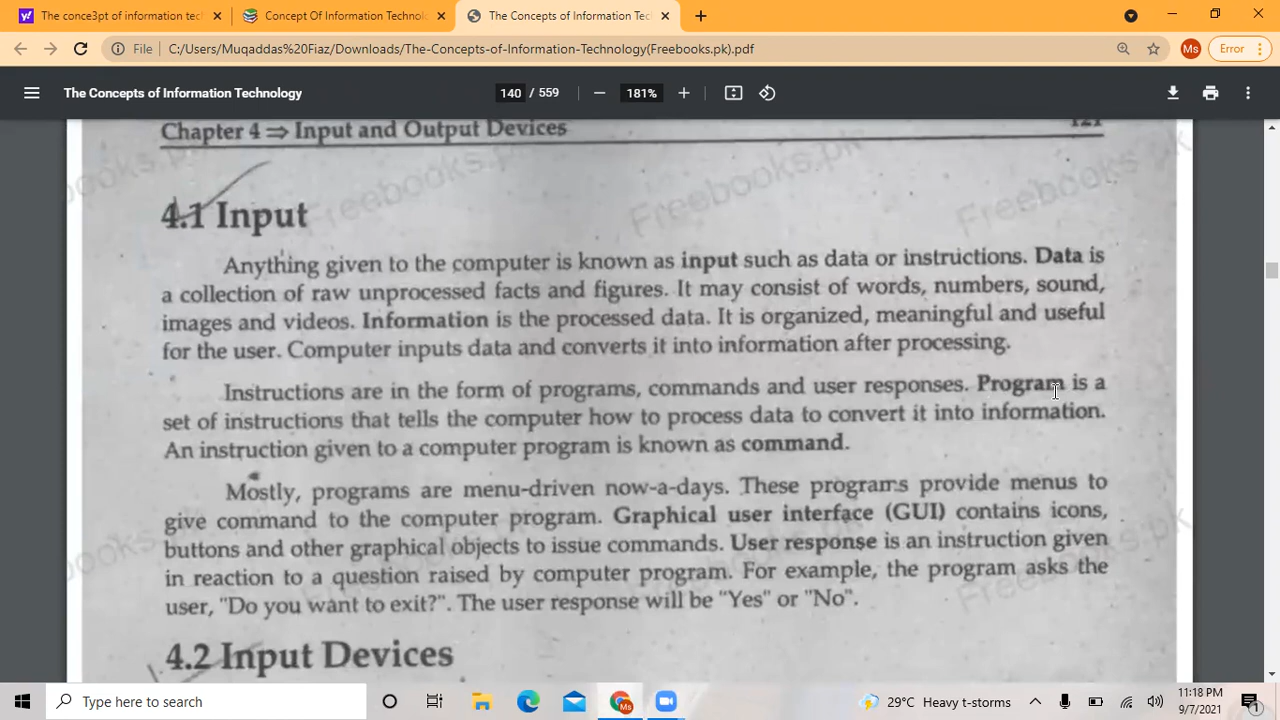 The conce3pt of information tec
Concept Of Information Technol
The Concepts of Information Tec
File C:/Users/Muqaddas%20Fiaz/Downloads/The-Concepts-of-Information-Technology(Freebooks.pk).pdf
Ms Error
The Concepts of Information Technology 140 / 559 181%
Chapter 4 ⇒ Input and Output Devices 121
4.1 Input
Anything given to the computer is known as input such as data or instructions. Data is
a collection of raw unprocessed facts and figures. It may consist of words, numbers, sound,
images and videos. Information is the processed data. It is organized, meaningful and useful
for the user. Computer inputs data and converts it into information after processing.
Instructions are in the form of programs, commands and user responses. Program is a
set of instructions that tells the computer how to process data to convert it into information.
An instruction given to a computer program is known as command.
Mostly, programs are menu-driven now-a-days. These programs provide menus to
give command to the computer program. Graphical user interface (GUI) contains icons,
buttons and other graphical objects to issue commands. User response is an instruction given
in reaction to a question raised by computer program. For example, the program asks the
user, "Do you want to exit?". The user response will be "Yes" or "No".
4.2 Input Devices
Freebooks.pk
Type here to search
Ms
29°C Heavy t-storms
11:18 PM
9/7/2021
1